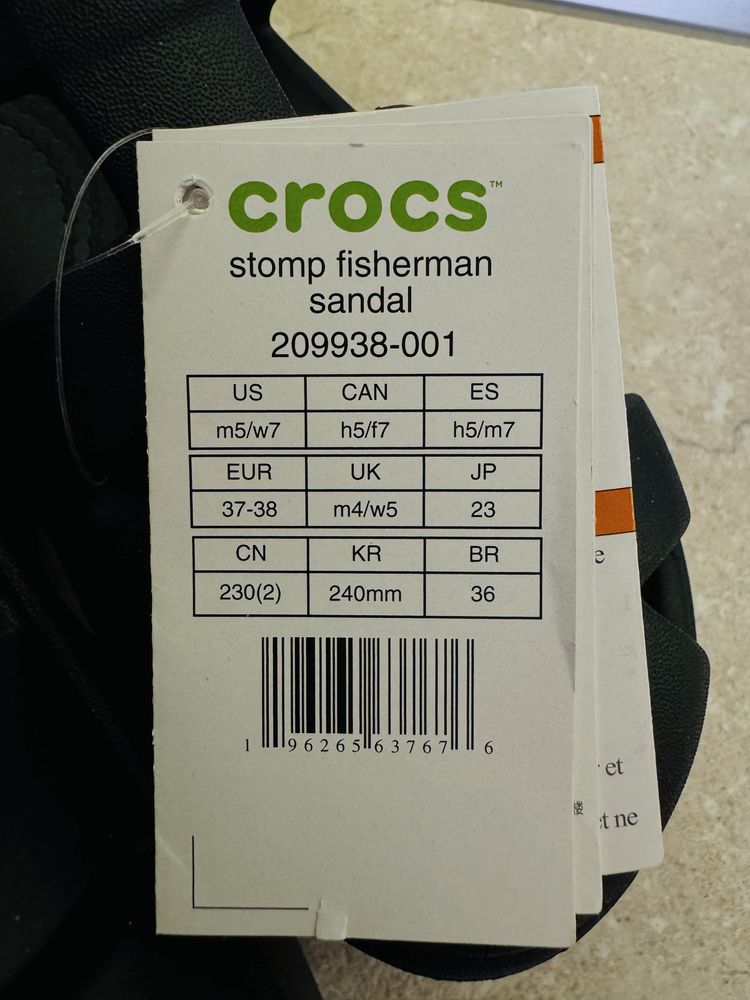 crocs™
stomp fisherman
sandal
209938-001
US CAN ES
m5/w7 h5/f7 h5/m7
EUR UK JP
37-38 m4/w5 23
CN KR BR
230(2) 240mm 36
1 96265 63767 6
e
et
et ne